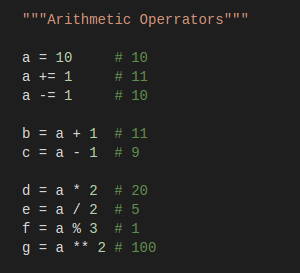 """Arithmetic Operrators"""
a = 10     # 10
a += 1     # 11
a -= 1     # 10
b = a + 1  # 11
c = a - 1  # 9
d = a * 2  # 20
e = a / 2  # 5
f = a % 3  # 1
g = a ** 2 # 100